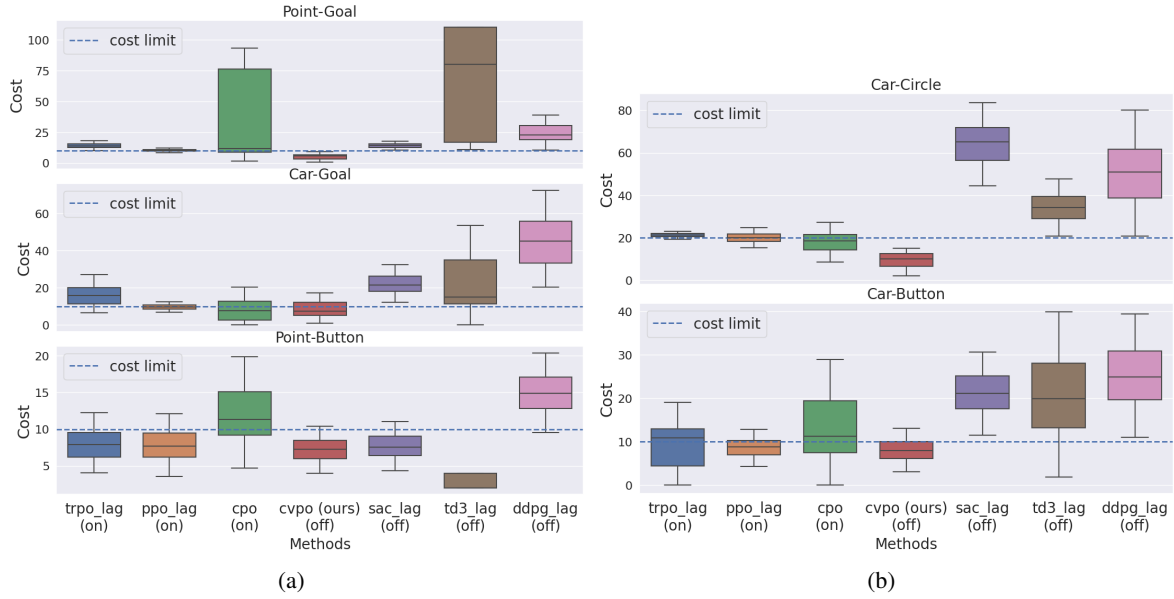 Point-Goal
cost limit
100
75
50
25
0
Cost
Car-Goal
cost limit
60
40
20
0
Cost
Point-Button
cost limit
20
15
10
5
Cost
trpo_lag ppo_lag cpo cvpo (ours) sac_lag td3_lag ddpg_lag
(on) (on) (on) (off) (off) (off) (off)
Methods
(a)
Car-Circle
cost limit
80
60
40
20
0
Cost
Car-Button
cost limit
40
30
20
10
0
Cost
trpo_lag ppo_lag cpo cvpo (ours) sac_lag td3_lag ddpg_lag
(on) (on) (on) (off) (off) (off) (off)
Methods
(b)